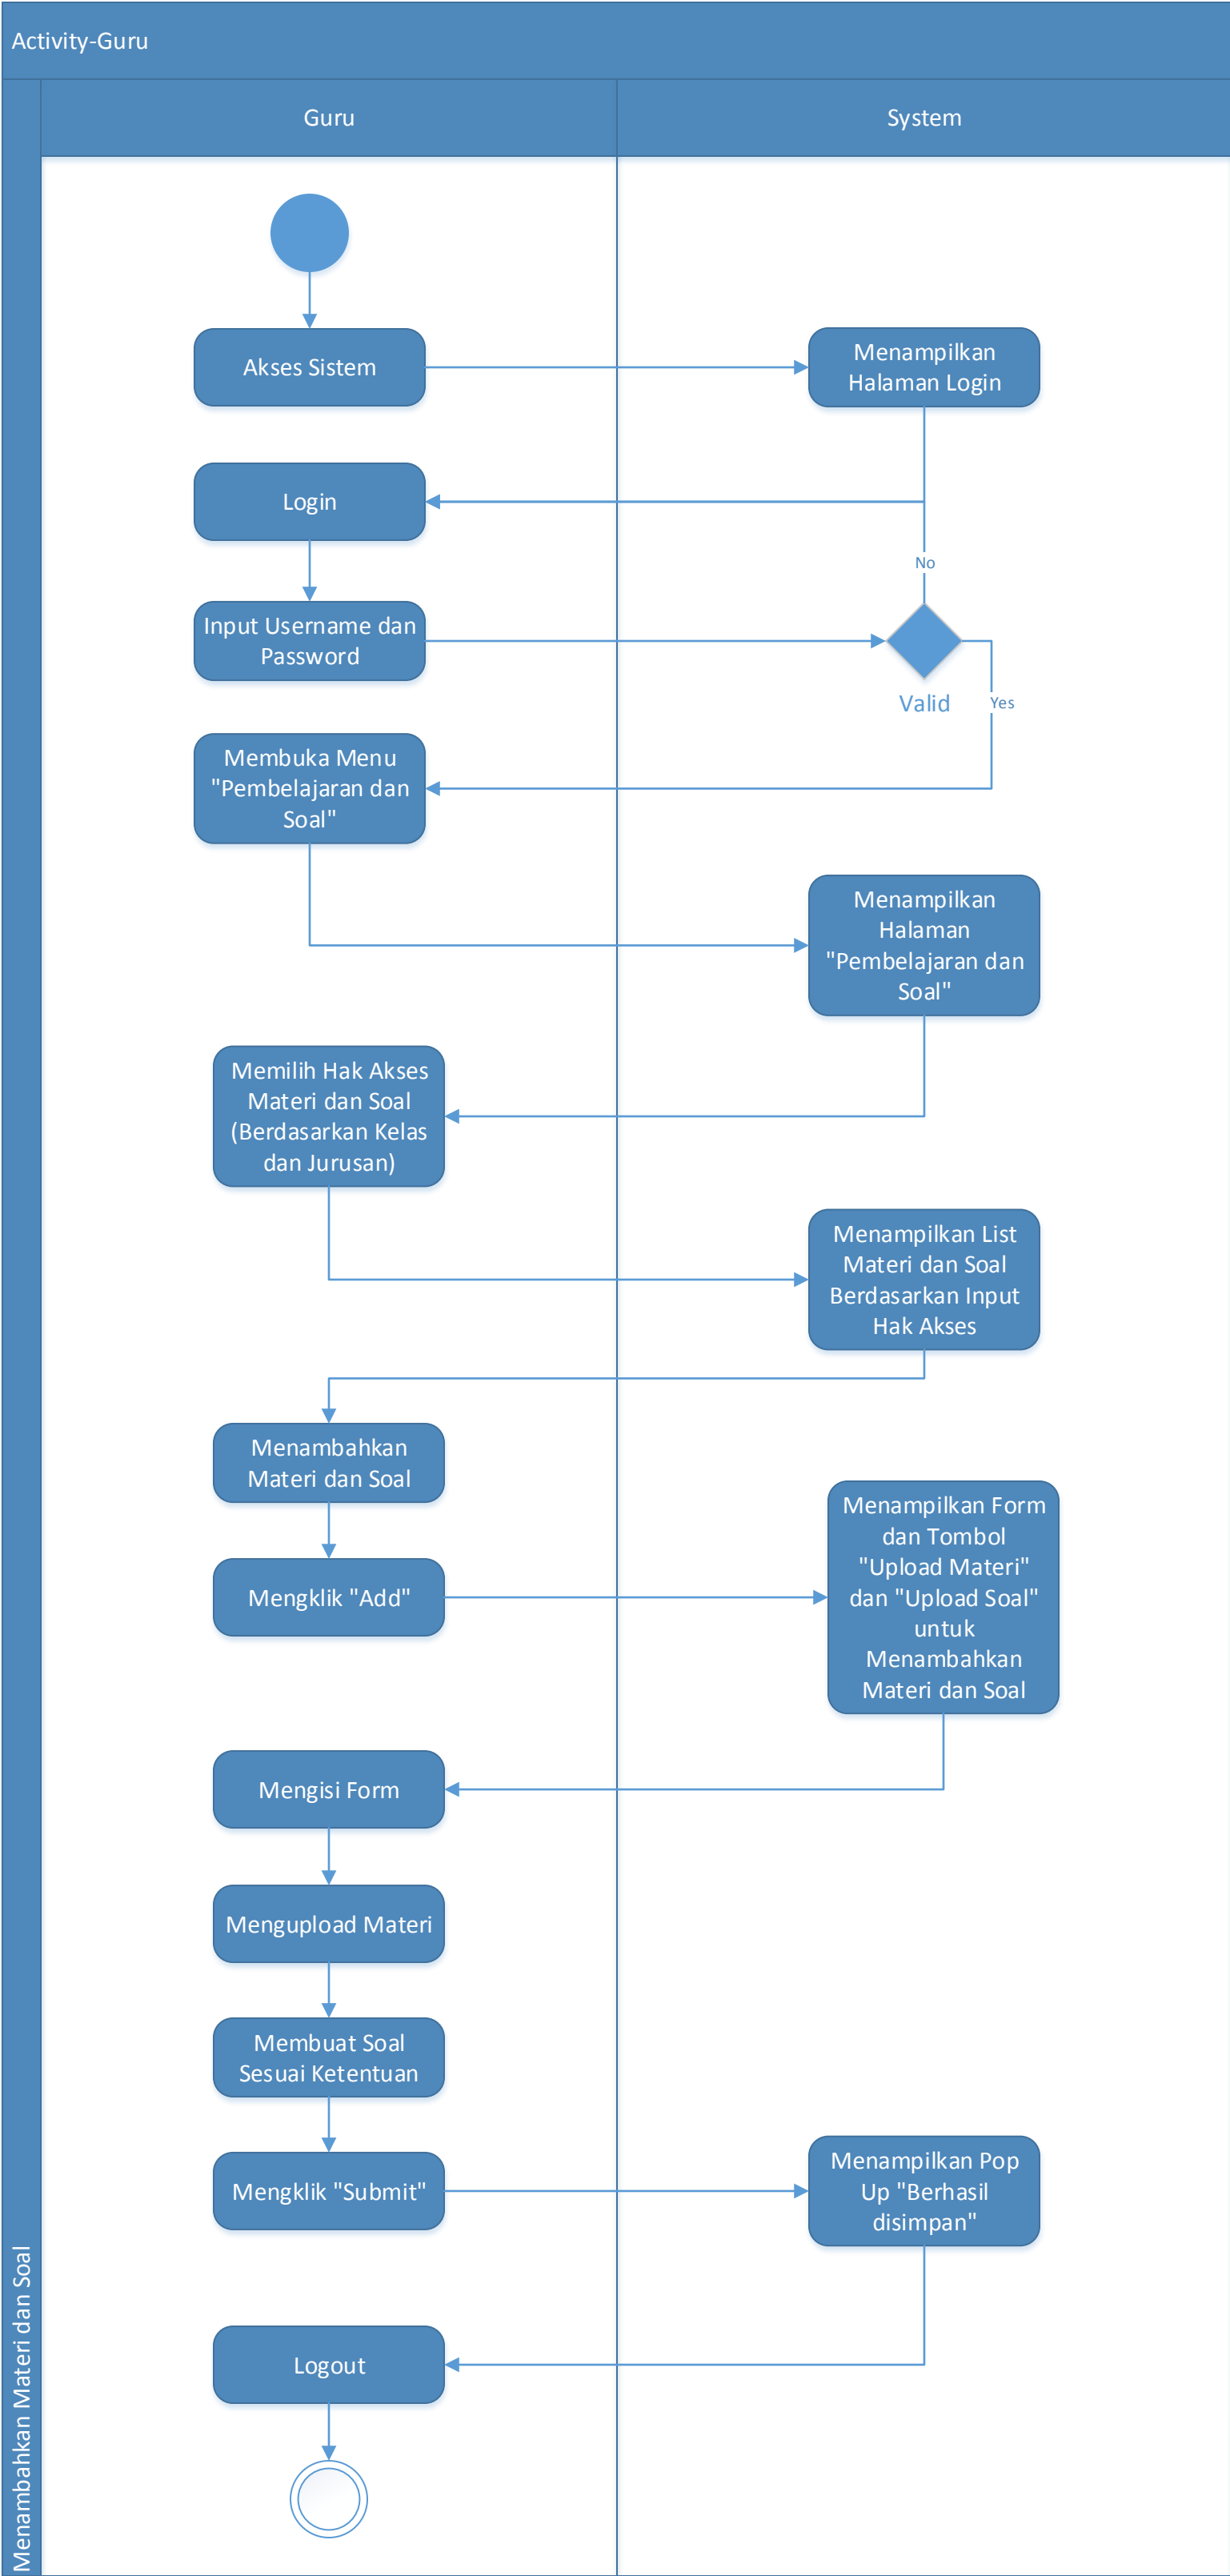 Activity-Guru
Guru
System
Akses Sistem
Menampilkan
Halaman Login
Login
No
Input Username dan
Password
Valid
Yes
Membuka Menu
"Pembelajaran dan
Soal"
Menampilkan
Halaman
"Pembelajaran dan
Soal"
Memilih Hak Akses
Materi dan Soal
(Berdasarkan Kelas
dan Jurusan)
Menampilkan List
Materi dan Soal
Berdasarkan Input
Hak Akses
Menambahkan
Materi dan Soal
Mengklik "Add"
Menampilkan Form
dan Tombol
"Upload Materi"
dan "Upload Soal"
untuk
Menambahkan
Materi dan Soal
Mengisi Form
Mengupload Materi
Membuat Soal
Sesuai Ketentuan
Mengklik "Submit"
Menampilkan Pop
Up "Berhasil
disimpan"
Logout
Menambahkan Materi dan Soal